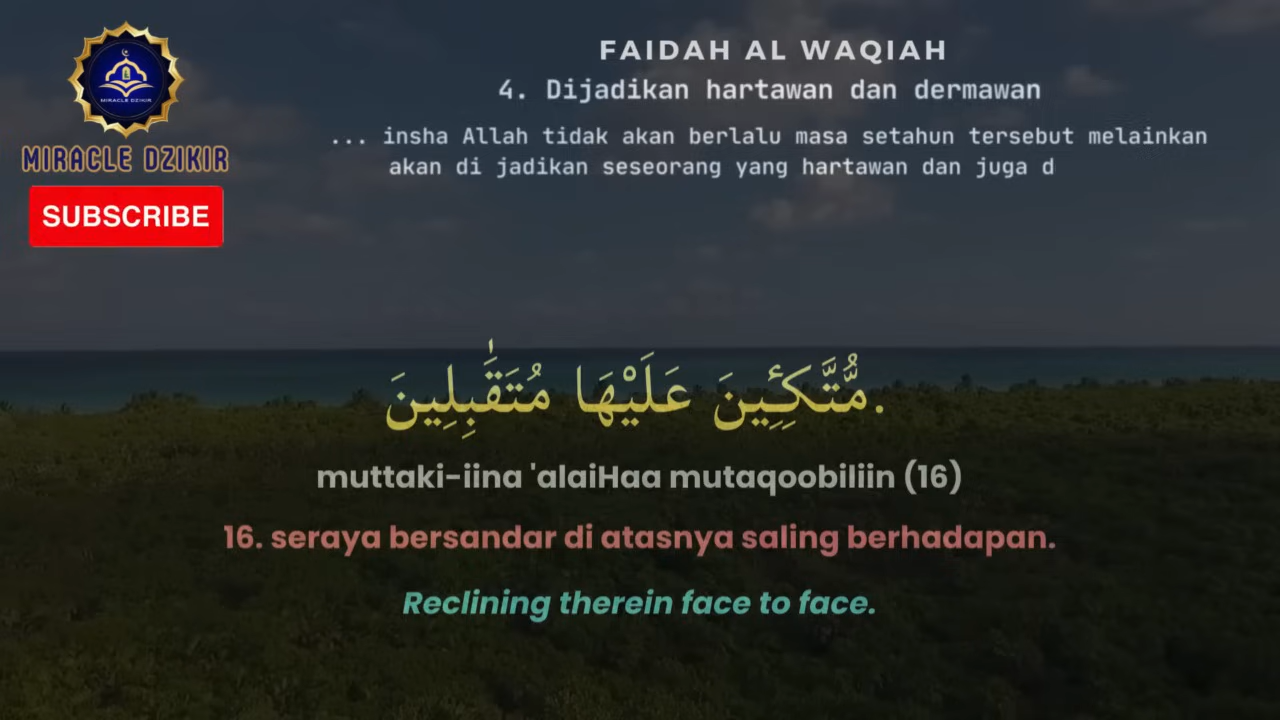 MIRACLE DZIKIR
MIRACLE DZIKIR
SUBSCRIBE
FAIDAH AL WAQIAH
4. Dijadikan hartawan dan dermawan
... insha Allah tidak akan berlalu masa setahun tersebut melainkan
akan di jadikan seseorang yang hartawan dan juga d
مُّتَّكِـِٔينَ عَلَيْهَا مُتَقَٰبِلِينَ.
muttaki-iina 'alaiHaa mutaqoobiliin (16)
16. seraya bersandar di atasnya saling berhadapan.
Reclining therein face to face.